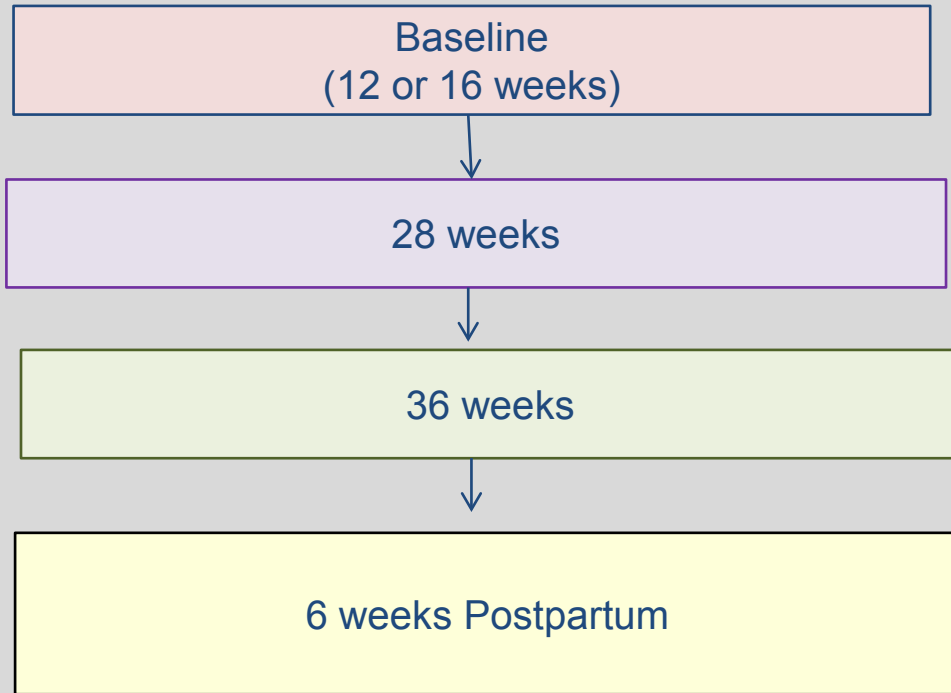 Baseline
(12 or 16 weeks)
28 weeks
36 weeks
6 weeks Postpartum